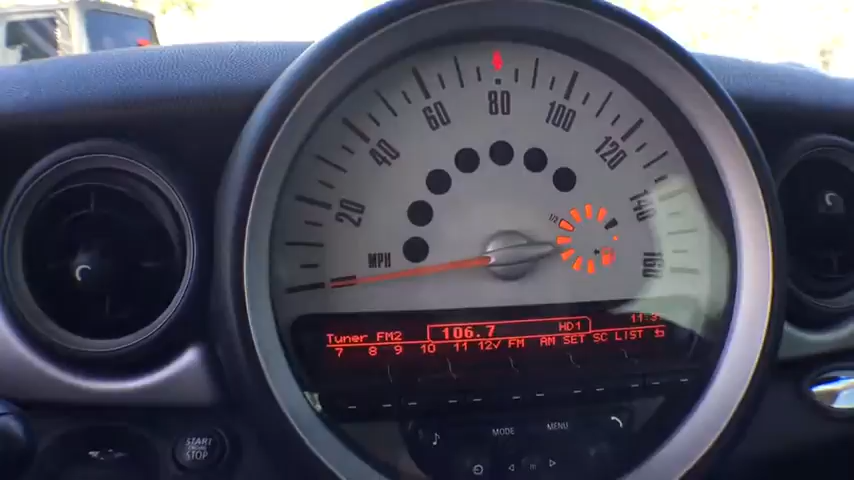 20
40
60
80
100
120
140
160
MPH
1/2
Tuner FM2
106.7
HD1
7 8 9 10 11 12√ FM AM SET SC LIST
MODE
MENU
START
STOP